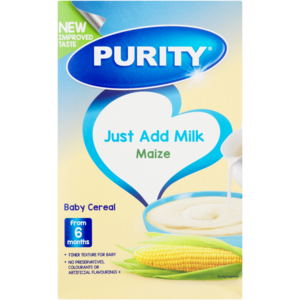 NEW
IMPROVED
TASTE
PURITY®
Just Add Milk
Maize
Baby Cereal
from
6
months
• FINER TEXTURE FOR BABY
• NO PRESERVATIVES,
COLOURANTS OR
ARTIFICIAL FLAVOURINGS •